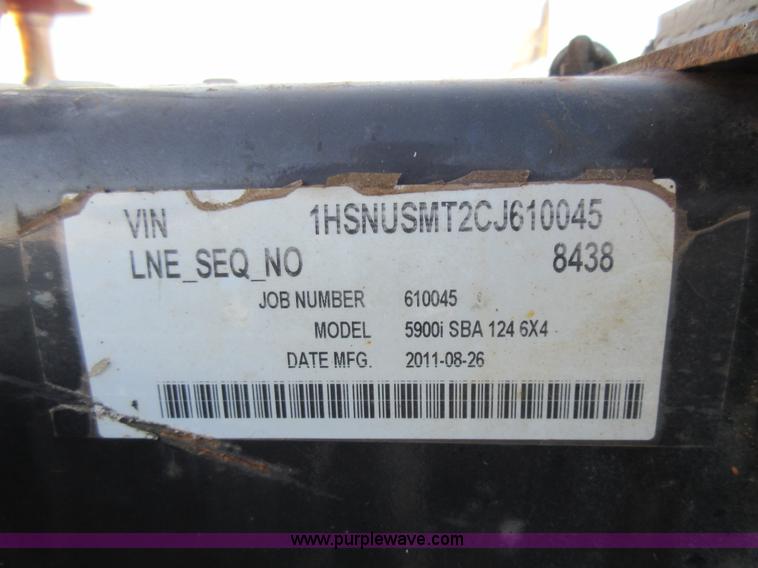 VIN 1HSNUSMT2CJ610045
LNE_SEQ_NO 8438
JOB NUMBER 610045
MODEL 5900i SBA 124 6X4
DATE MFG. 2011-08-26
www.purplewave.com